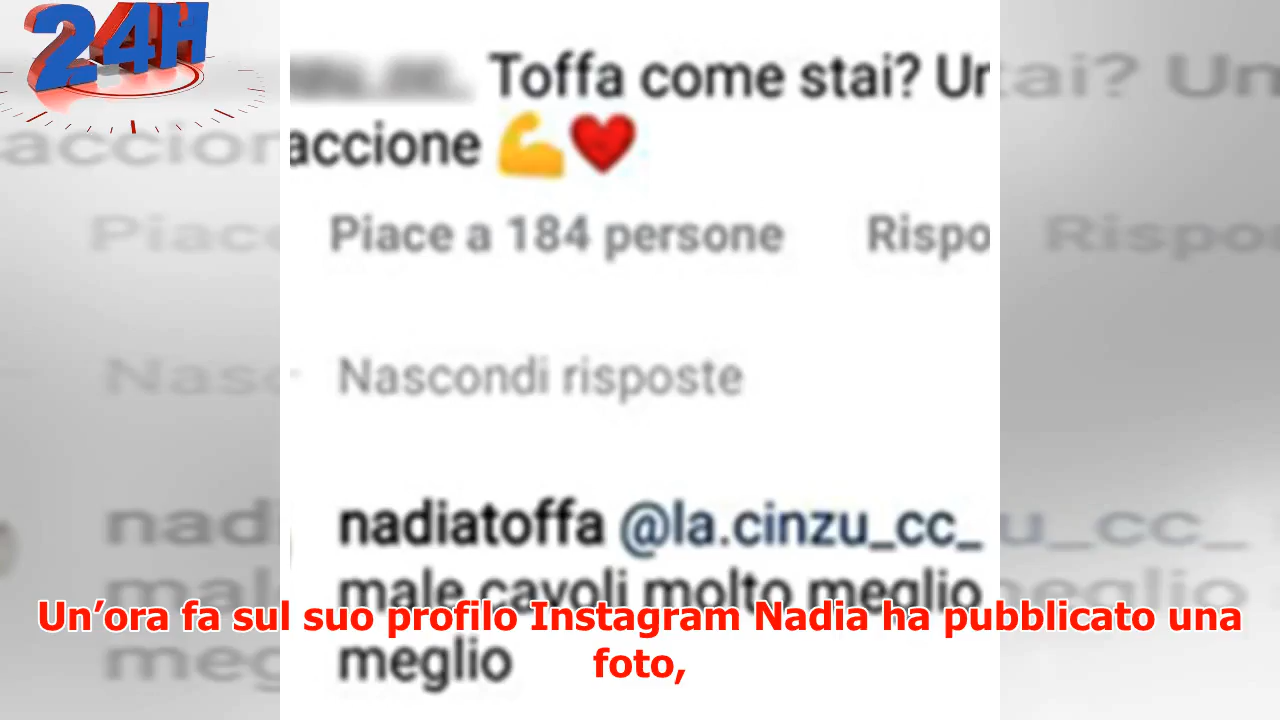 24H
Toffa come stai? Un
accione 💪❤️
Piace a 184 persone Rispo
Nascondi risposte
nadiatoffa @la.cinzu_cc_
male cavoli molto meglio
meglio
Un’ora fa sul suo profilo Instagram Nadia ha pubblicato una
foto,